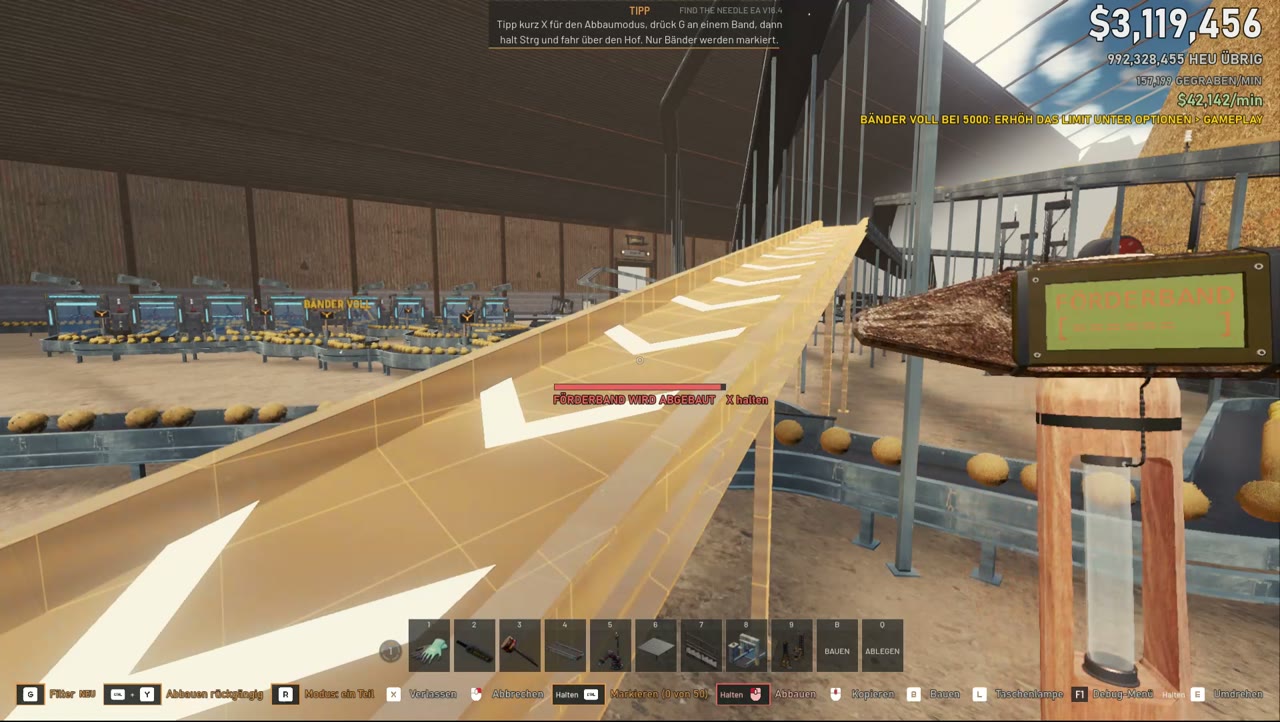 TIPP
FIND THE NEEDLE EA V16.4
Tipp kurz X für den Abbaumodus, drück G an einem Band, dann
halt Strg und fahr über den Hof. Nur Bänder werden markiert.
$3,119,456
992,328,455 HEU ÜBRIG
157,199 GEGRABEN/MIN
$42,142/min
BÄNDER VOLL BEI 5000: ERHÖH DAS LIMIT UNTER OPTIONEN > GAMEPLAY
BÄNDER VOLL
FÖRDERBAND
FÖRDERBAND WIRD ABGEBAUT X halten
1 2 3 4 5 6 7 8 9 B Q
BAUEN ABLEGEN
G Filter NEU CTRL + Y Abbauen rückgängig R Modus: ein Teil X Verlassen Abbrechen Halten CTRL Markieren (0 von 50) Halten Abbauen Kopieren B Bauen L Taschenlampe F1 Debug-Menü Halten E Umdrehen